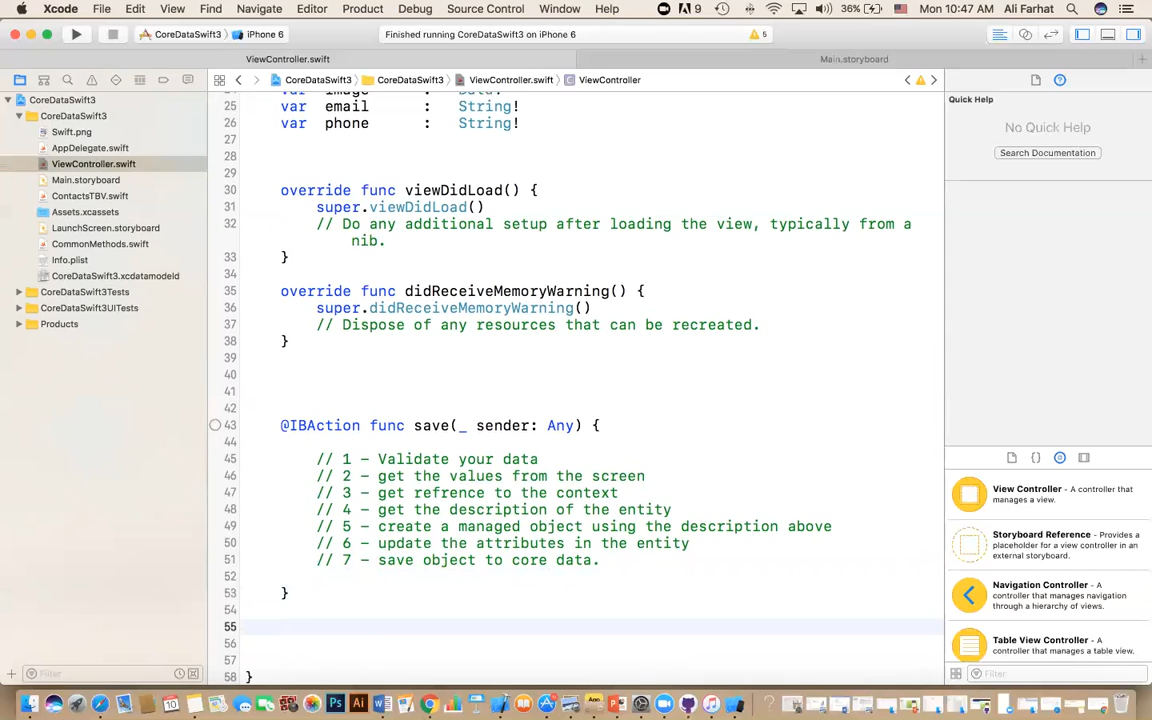 Xcode File Edit View Find Navigate Editor Product Debug Source Control Window Help 9 36% Mon 10:47 AM Ali Farhat
CoreDataSwift3 iPhone 6 Finished running CoreDataSwift3 on iPhone 6 5
ViewController.swift Main.storyboard
CoreDataSwift3 CoreDataSwift3 ViewController.swift ViewController
CoreDataSwift3
CoreDataSwift3
Swift.png
AppDelegate.swift
ViewController.swift
Main.storyboard
ContactsTBV.swift
Assets.xcassets
LaunchScreen.storyboard
CommonMethods.swift
Info.plist
CoreDataSwift3.xcdatamodeld
CoreDataSwift3Tests
CoreDataSwift3UITests
Products
Filter
25 var email : String!
26 var phone : String!
27
28
29
30 override func viewDidLoad() {
31 super.viewDidLoad()
32 // Do any additional setup after loading the view, typically from a
nib.
33 }
34
35 override func didReceiveMemoryWarning() {
36 super.didReceiveMemoryWarning()
37 // Dispose of any resources that can be recreated.
38 }
39
40
41
42
43 @IBAction func save(_ sender: Any) {
44
45 // 1 - Validate your data
46 // 2 - get the values from the screen
47 // 3 - get refrence to the context
48 // 4 - get the description of the entity
49 // 5 - create a managed object using the description above
50 // 6 - update the attributes in the entity
51 // 7 - save object to core data.
52
53 }
54
55
56
57
58 }
Quick Help
No Quick Help
Search Documentation
View Controller - A controller that
manages a view.
Storyboard Reference - Provides a
placeholder for a view controller in an
external storyboard.
Navigation Controller - A
controller that manages navigation
through a hierarchy of views.
Table View Controller - A
controller that manages a table view.
Filter